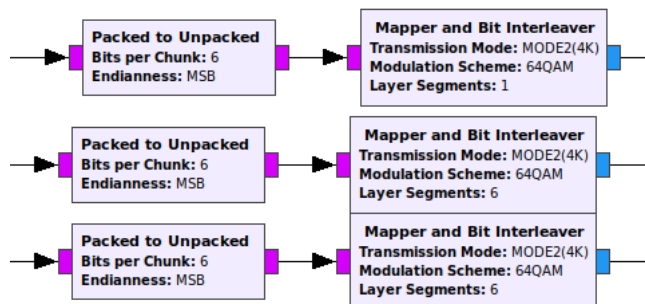 Packed to Unpacked
Bits per Chunk: 6
Endianness: MSB
Mapper and Bit Interleaver
Transmission Mode: MODE2(4K)
Modulation Scheme: 64QAM
Layer Segments: 1
Packed to Unpacked
Bits per Chunk: 6
Endianness: MSB
Mapper and Bit Interleaver
Transmission Mode: MODE2(4K)
Modulation Scheme: 64QAM
Layer Segments: 6
Packed to Unpacked
Bits per Chunk: 6
Endianness: MSB
Mapper and Bit Interleaver
Transmission Mode: MODE2(4K)
Modulation Scheme: 64QAM
Layer Segments: 6